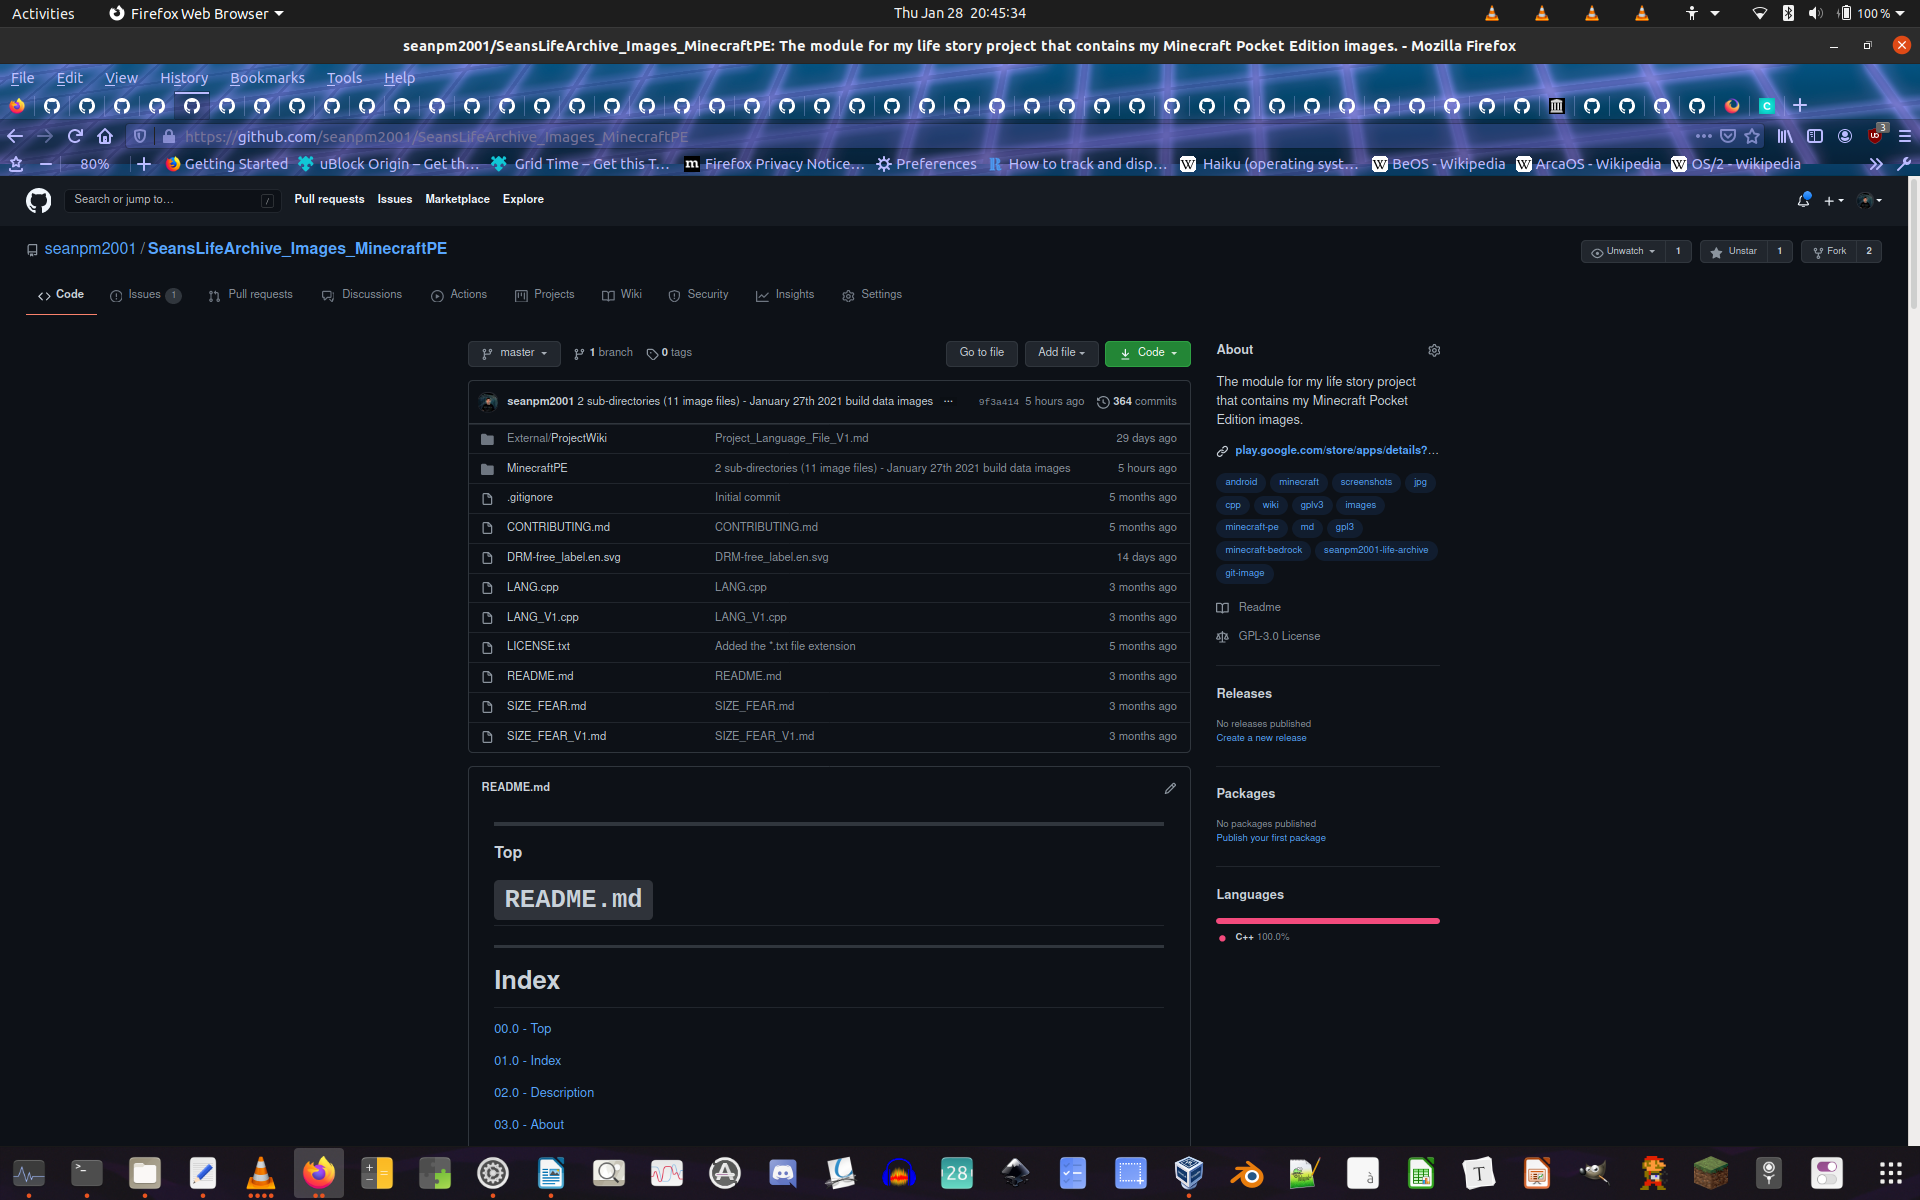 Activities Firefox Web Browser Thu Jan 28 20:45:34 100 %
seanpm2001/SeansLifeArchive_Images_MinecraftPE: The module for my life story project that contains my Minecraft Pocket Edition images. - Mozilla Firefox
File Edit View History Bookmarks Tools Help
https://github.com/seanpm2001/SeansLifeArchive_Images_MinecraftPE 3
80% Getting Started uBlock Origin – Get th… Grid Time – Get this T… Firefox Privacy Notice… Preferences How to track and disp… Haiku (operating syst… BeOS - Wikipedia ArcaOS - Wikipedia OS/2 - Wikipedia
Search or jump to… / Pull requests Issues Marketplace Explore
seanpm2001 / SeansLifeArchive_Images_MinecraftPE Unwatch 1 Unstar 1 Fork 2
Code Issues 1 Pull requests Discussions Actions Projects Wiki Security Insights Settings
master 1 branch 0 tags Go to file Add file Code
seanpm2001 2 sub-directories (11 image files) - January 27th 2021 build data images ... 9f3a414 5 hours ago 364 commits
External/ProjectWiki Project_Language_File_V1.md 29 days ago
MinecraftPE 2 sub-directories (11 image files) - January 27th 2021 build data images 5 hours ago
.gitignore Initial commit 5 months ago
CONTRIBUTING.md CONTRIBUTING.md 5 months ago
DRM-free_label.en.svg DRM-free_label.en.svg 14 days ago
LANG.cpp LANG.cpp 3 months ago
LANG_V1.cpp LANG_V1.cpp 3 months ago
LICENSE.txt Added the *.txt file extension 5 months ago
README.md README.md 3 months ago
SIZE_FEAR.md SIZE_FEAR.md 3 months ago
SIZE_FEAR_V1.md SIZE_FEAR_V1.md 3 months ago
README.md
Top
README.md
Index
00.0 - Top
01.0 - Index
02.0 - Description
03.0 - About
About
The module for my life story project
that contains my Minecraft Pocket
Edition images.
play.google.com/store/apps/details?…
android minecraft screenshots jpg
cpp wiki gplv3 images
minecraft-pe md gpl3
minecraft-bedrock seanpm2001-life-archive
git-image
Readme
GPL-3.0 License
Releases
No releases published
Create a new release
Packages
No packages published
Publish your first package
Languages
C++ 100.0%
28